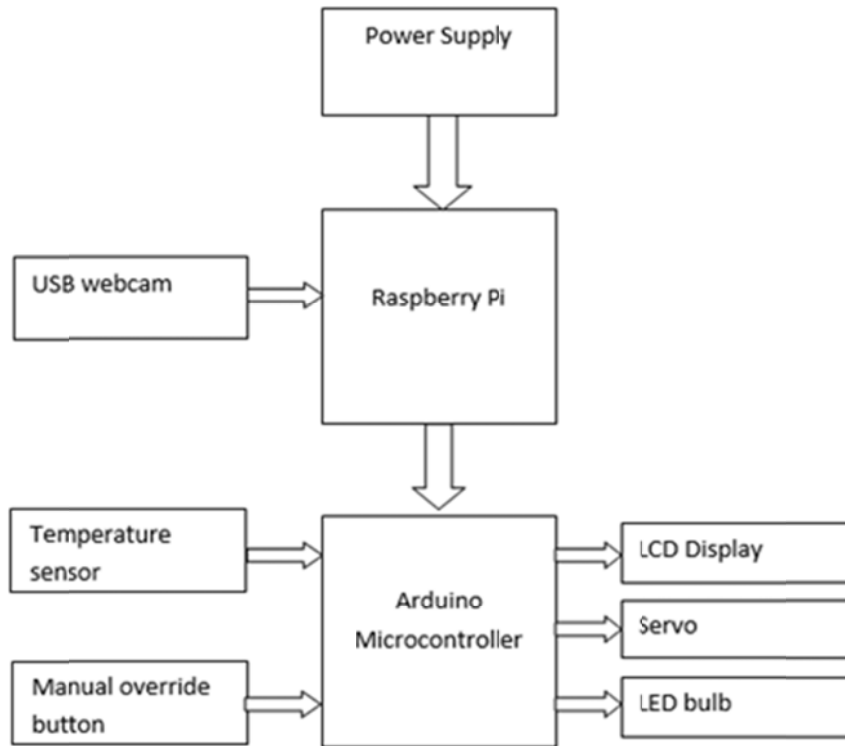 Power Supply
USB webcam
Raspberry Pi
Temperature
sensor
LCD Display
Arduino
Microcontroller
Servo
Manual override
button
LED bulb